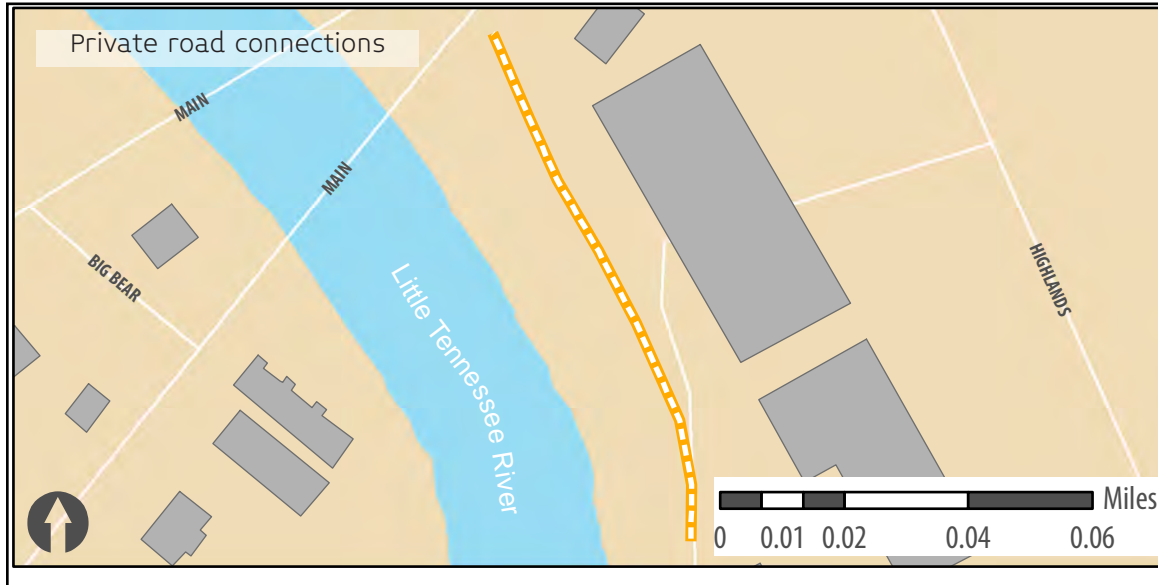 Private road connections
MAIN
MAIN
BIG BEAR
HIGHLANDS
Little Tennessee River
Miles
0 0.01 0.02 0.04 0.06